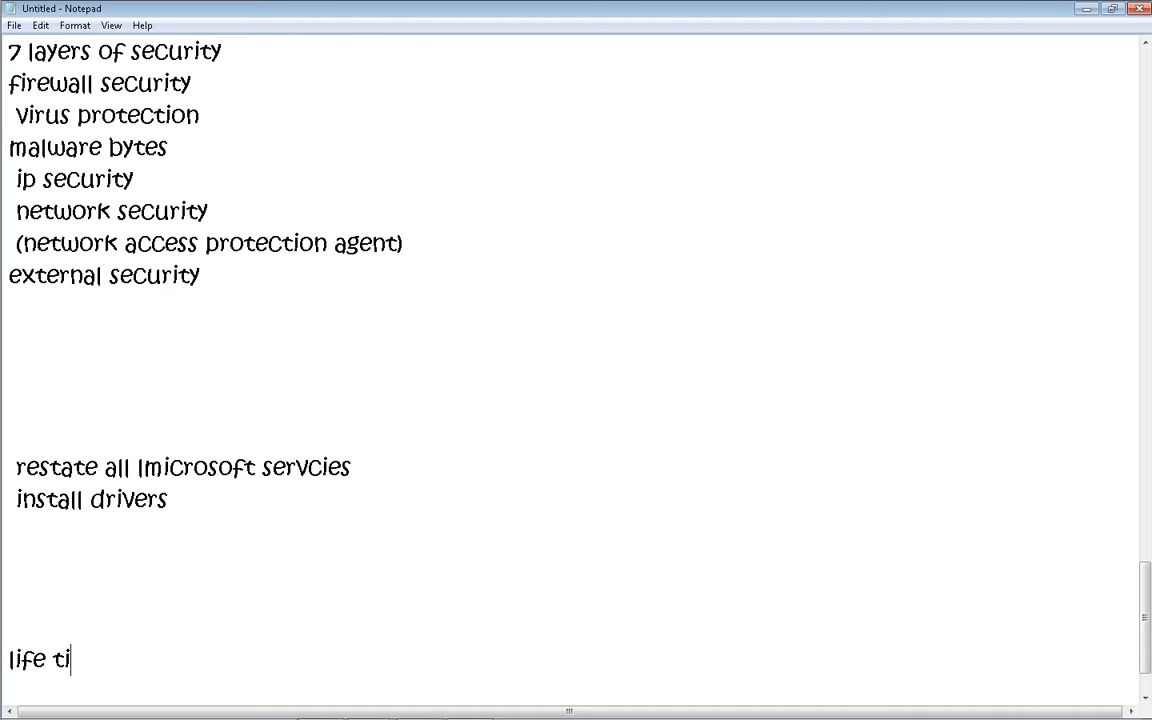 Untitled - Notepad
File Edit Format View Help
7 layers of security
firewall security
virus protection
malware bytes
ip security
network security
(network access protection agent)
external security
restate all lmicrosoft servcies
install drivers
life ti